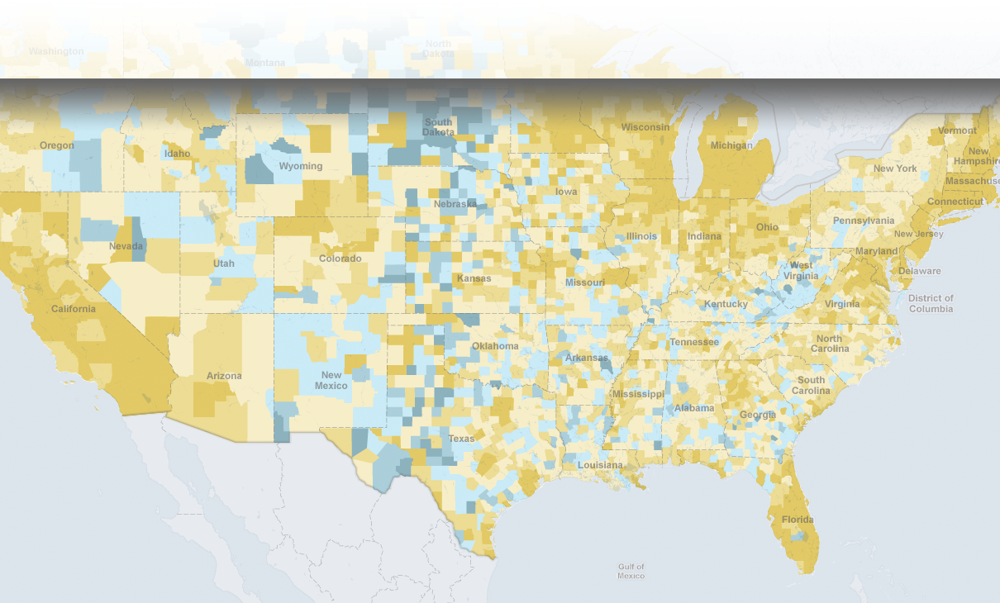 Washington
Montana
North
Dakota
Oregon
Idaho
Wyoming
South
Dakota
Wisconsin
Michigan
Vermont
New
Hampshire
New York
Massachuse
Connecticut
Nebraska
Iowa
Illinois
Indiana
Ohio
Pennsylvania
New Jersey
Maryland
Delaware
District of
Columbia
Nevada
Utah
Colorado
Kansas
Missouri
West
Virginia
Kentucky
Virginia
California
Arizona
New
Mexico
Oklahoma
Arkansas
Tennessee
North
Carolina
South
Carolina
Mississippi
Alabama
Georgia
Texas
Louisiana
Florida
Gulf of
Mexico